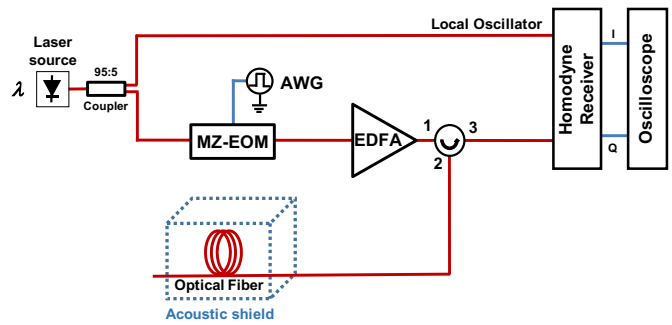 Local Oscillator
Laser
source
λ
95:5
Coupler
AWG
MZ-EOM
EDFA
1
2
3
Homodyne
Receiver
I
Q
Oscilloscope
Optical Fiber
Acoustic shield